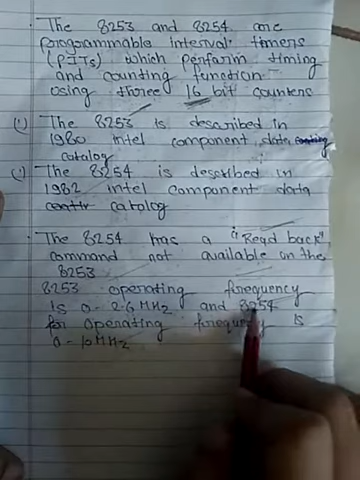 • The 8253 and 8254 are
programmable interval timers
(PITs) which perform timing
and counting function
using three 16 bit counters
(i) The 8253 is described in
1980 intel component data
catalog
(i) The 8254 is described in
1982 intel component data
catalog
• The 8254 has a "Read back"
command not available on the
8253
8253 operating frequency
is 0-2.6 MHz and 8254
for operating frequency is
0-10 MHz